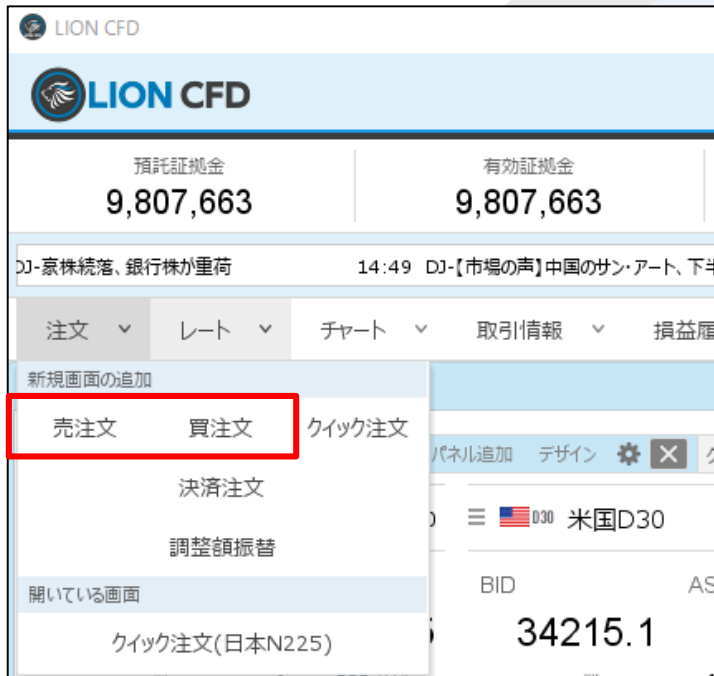 LION CFD
LION CFD
預託証拠金 有効証拠金
9,807,663 9,807,663
DJ-豪株続落、銀行株が重荷 14:49 DJ-【市場の声】中国のサン・アート、下半
注文 レート チャート 取引情報 損益履
新規画面の追加
売注文 買注文 クイック注文
パネル追加 デザイン
決済注文
D30 米国D30
調整額振替
開いている画面
BID AS
クイック注文(日本N225)
34215.1